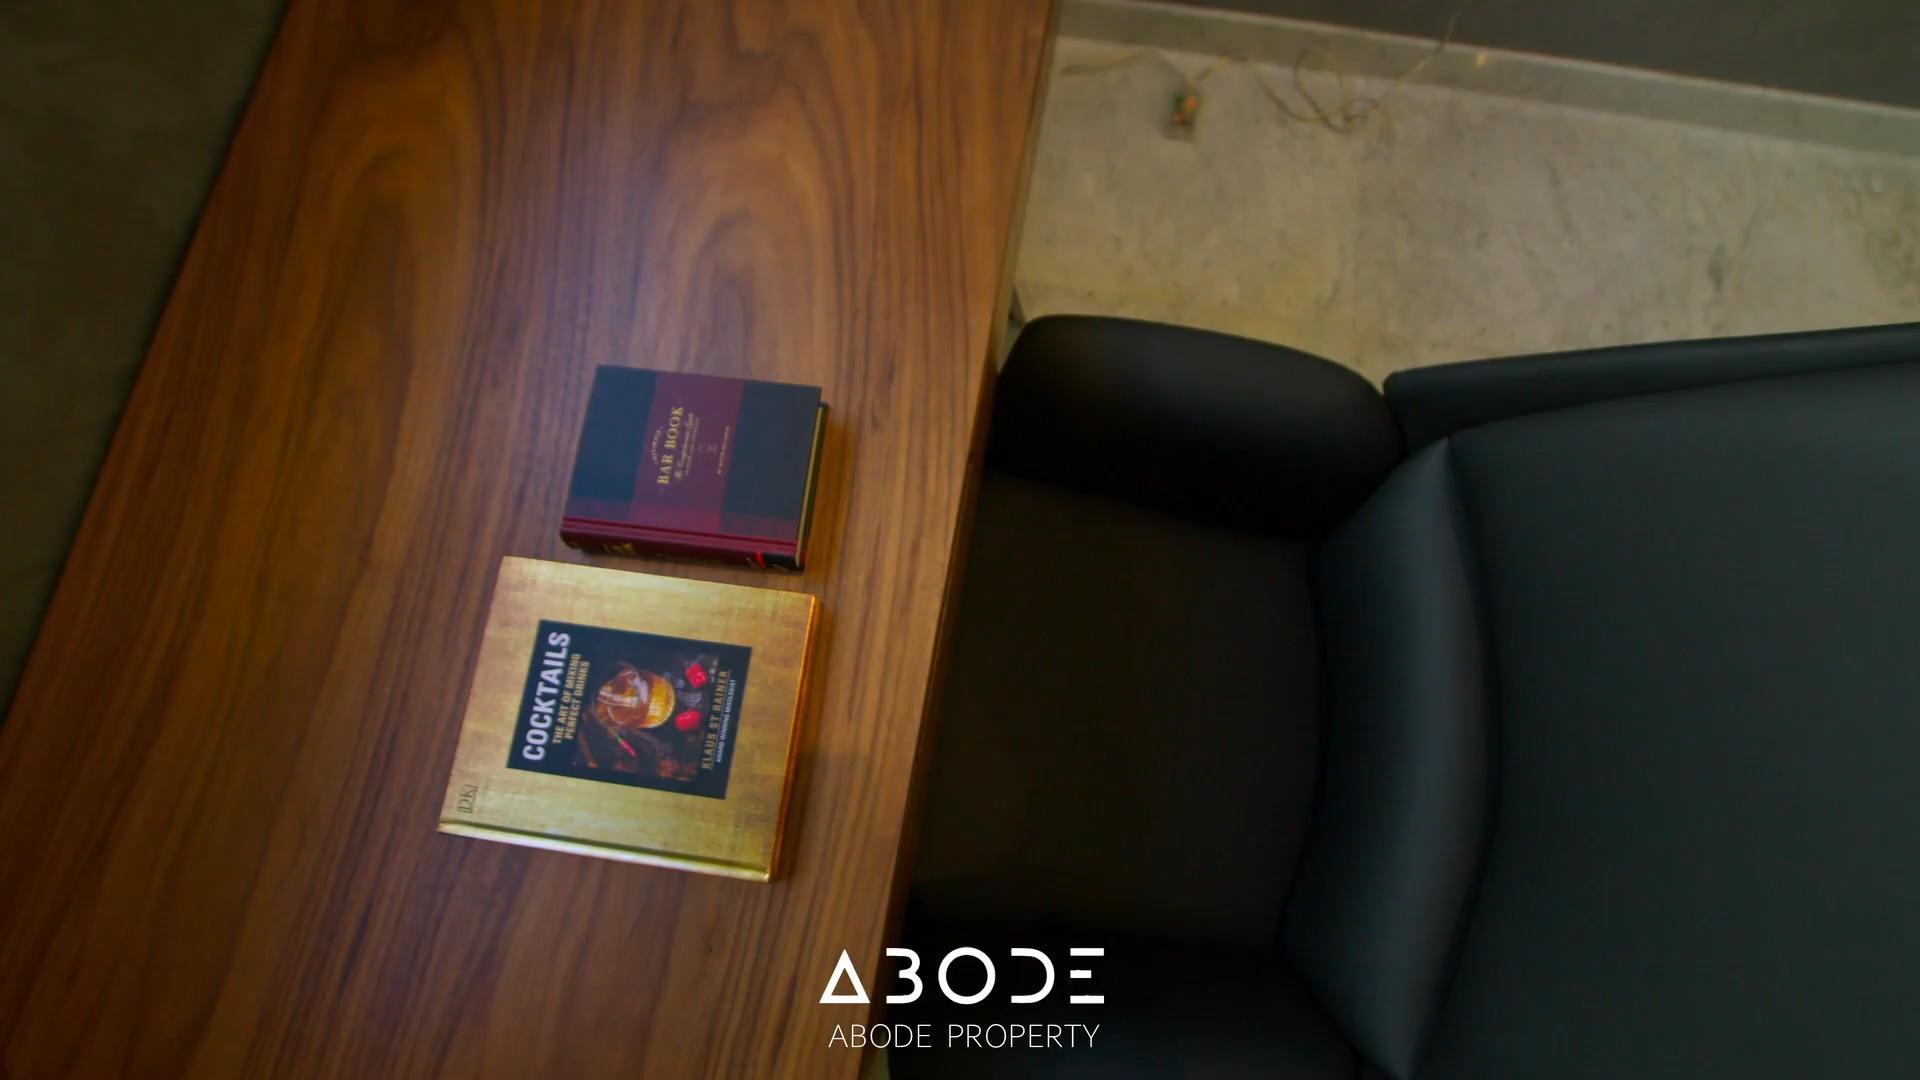 BAR BOOK
COCKTAILS
THE ART OF MIXING
PERFECT DRINKS
KLAUS ST RAINER
AWARD-WINNING MIXOLOGIST
DK
ABODE
ABODE PROPERTY